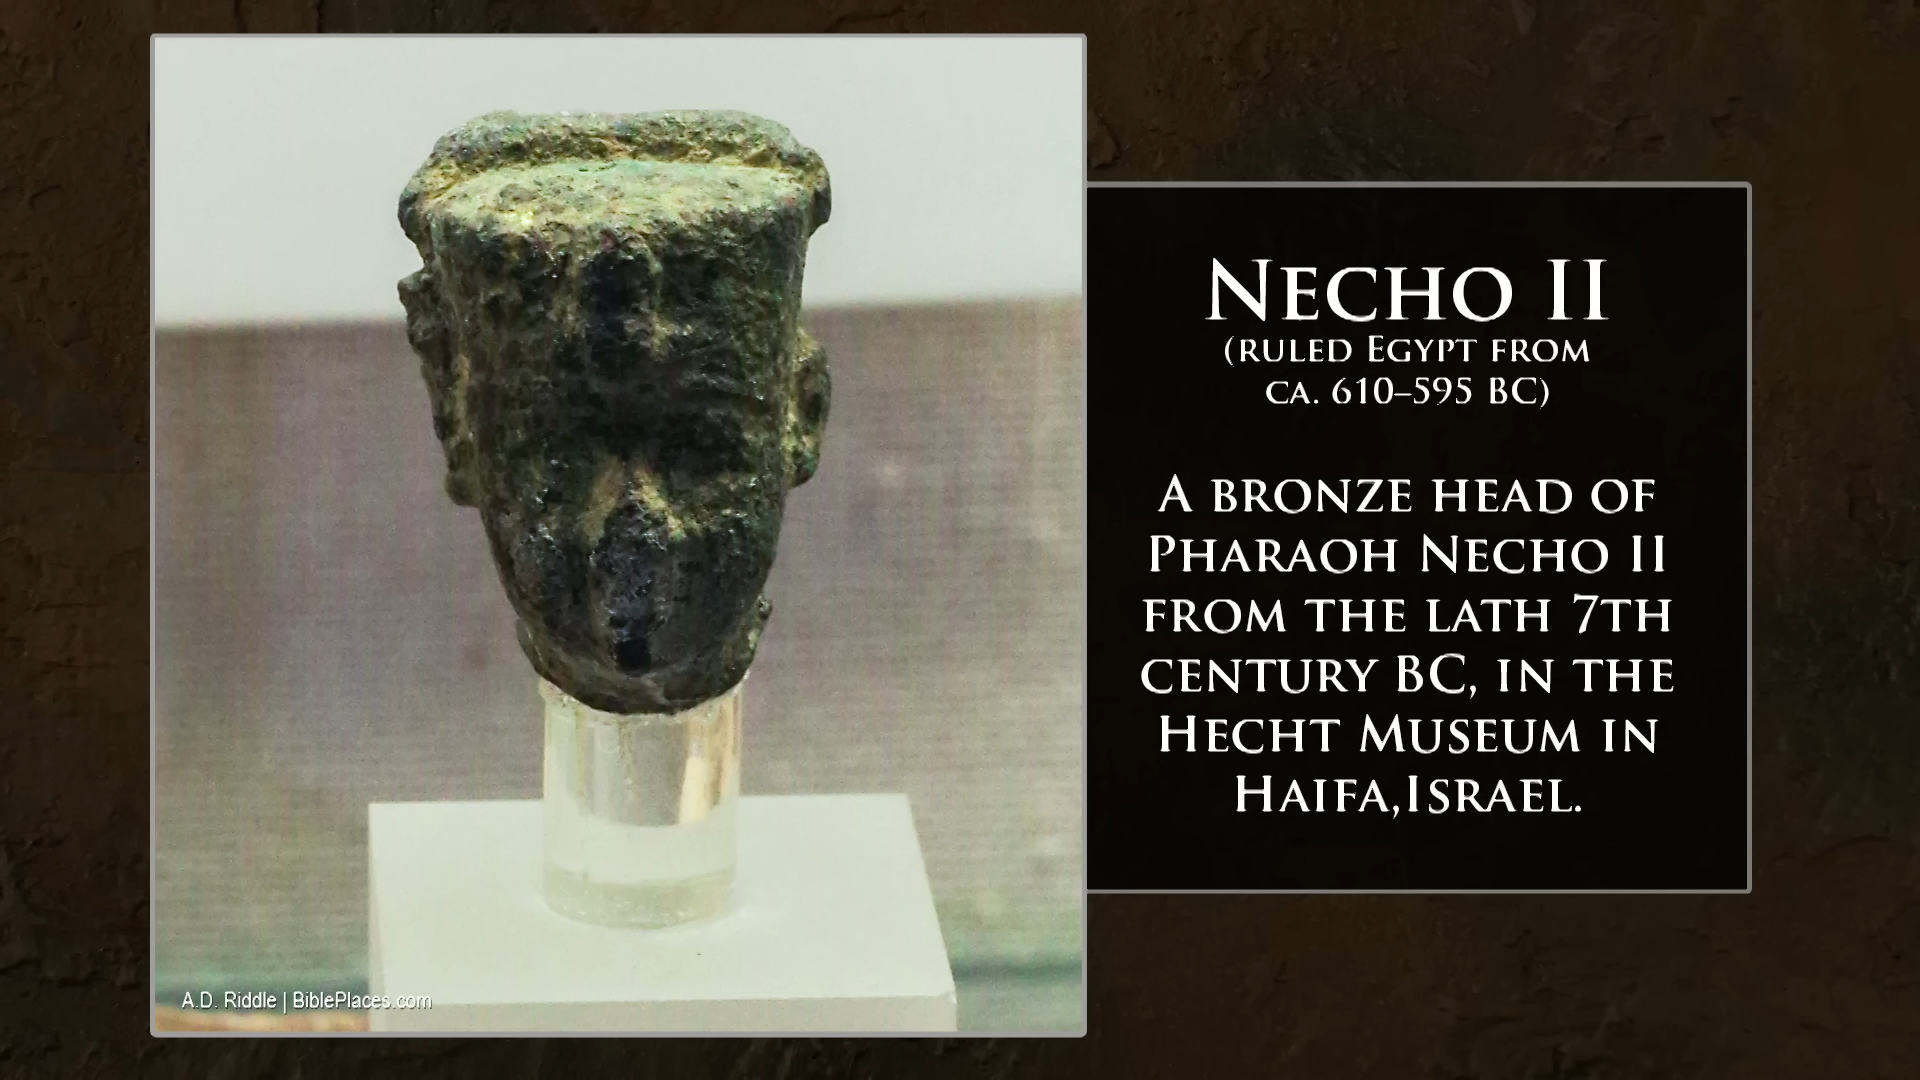 Necho II
(ruled Egypt from
ca. 610–595 BC)
A bronze head of
Pharaoh Necho II
from the lath 7th
century BC, in the
Hecht Museum in
Haifa,Israel.
A.D. Riddle | BiblePlaces.com